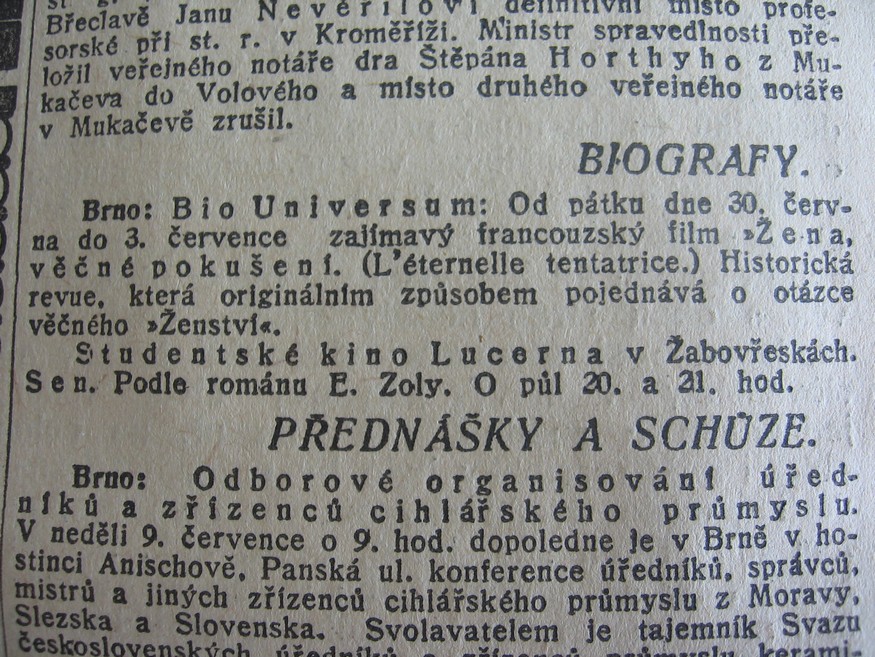 Břeclavě Janu Neveřilovi definitivní místo profe-
sorské při st. r. v Kroměříži. Ministr spravedlnosti pře-
ložil veřejného notáře dra Štěpána Horthyho z Mu-
kačeva do Volového a místo druhého veřejného notáře
v Mukačevě zrušil.
BIOGRAFY.
Brno: Bio Universum: Od pátku dne 30. červ-
na do 3. července zajímavý francouzský film »Žena,
věčné pokušení. (L'éternelle tentatrice.) Historická
revue, která originálním způsobem pojednává o otázce
věčného »Ženství«.
Studentské kino Lucerna v Žabovřeskách.
Sen. Podle románu E. Zoly. O půl 20. a 21. hod.
PŘEDNÁŠKY A SCHŮZE.
Brno: Odborové organisování úřed-
níků a zřízenců cihlářského průmyslu.
V neděli 9. července o 9. hod. dopoledne je v Brně v ho-
stinci Anischově, Panská ul. konference úředníků, správců,
mistrů a jiných zřízenců cihlářského průmyslu z Moravy,
Slezska a Slovenska. Svolavatelem je tajemník Svazu
československých úředníků a zřízenců průmyslu kerami-